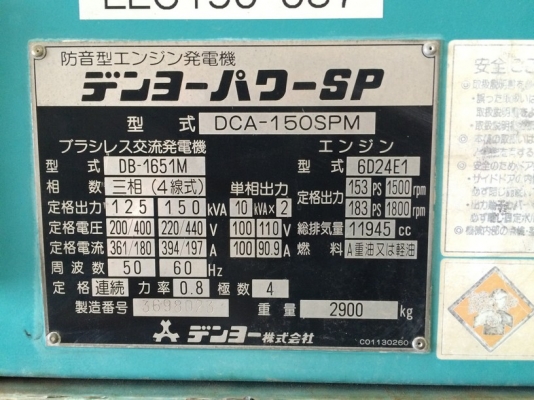 防音型エンジン発電機
デンヨーパワーSP
型 式 DCA-150SPM
ブラシレス交流発電機 エンジン
型 式 DB-1651M 型 式 6D24E1
相 数 三相(4線式) 単相出力 定格出力 153 PS 1500 rpm
定格出力 125 150 kVA 10 kVA×2 183 PS 1800 rpm
定格電圧 200/400 220/440 V 100 110 V 総排気量 11945 cc
定格電流 361/180 394/197 A 100 90.9 A 燃 料 A重油又は軽油
周 波 数 50 60 Hz
定 格 連続 力 率 0.8 極数 4
製造番号 重 量 2900 kg
デンヨー株式会社
C01130260
安全